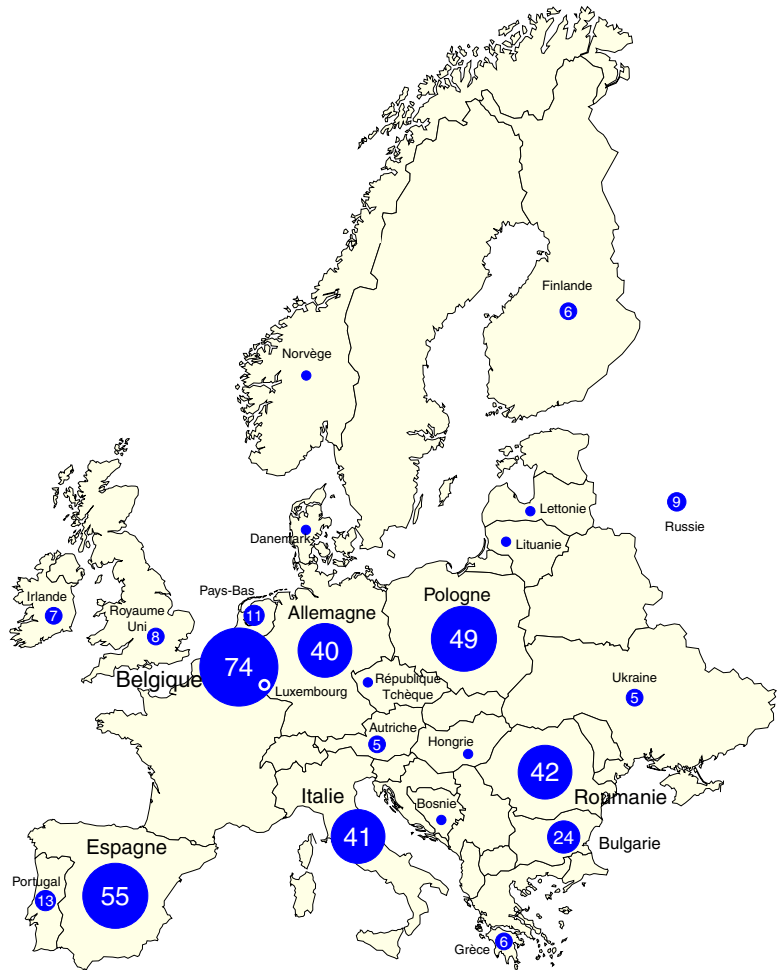 Finlande
6
Norvège
9
Russie
Lettonie
Lituanie
Danemark
Pays-Bas
11
Irlande
7
Royaume
Uni
8
Allemagne
40
Pologne
49
74
Belgique
Luxembourg
République
Tchèque
Ukraine
5
Autriche
5
Hongrie
42
Roumanie
Italie
41
Bosnie
24
Bulgarie
Espagne
55
Portugal
13
Grèce
6